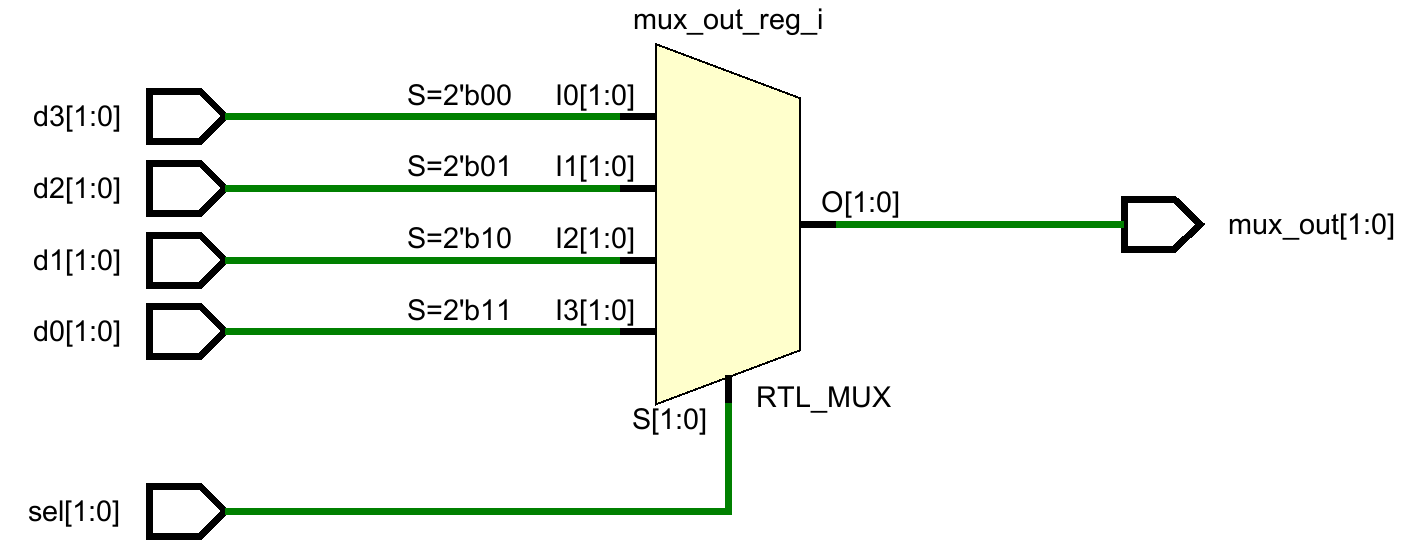 mux_out_reg_i
d3[1:0] S=2'b00 I0[1:0]
d2[1:0] S=2'b01 I1[1:0]
O[1:0] mux_out[1:0]
d1[1:0] S=2'b10 I2[1:0]
d0[1:0] S=2'b11 I3[1:0]
RTL_MUX
S[1:0]
sel[1:0]